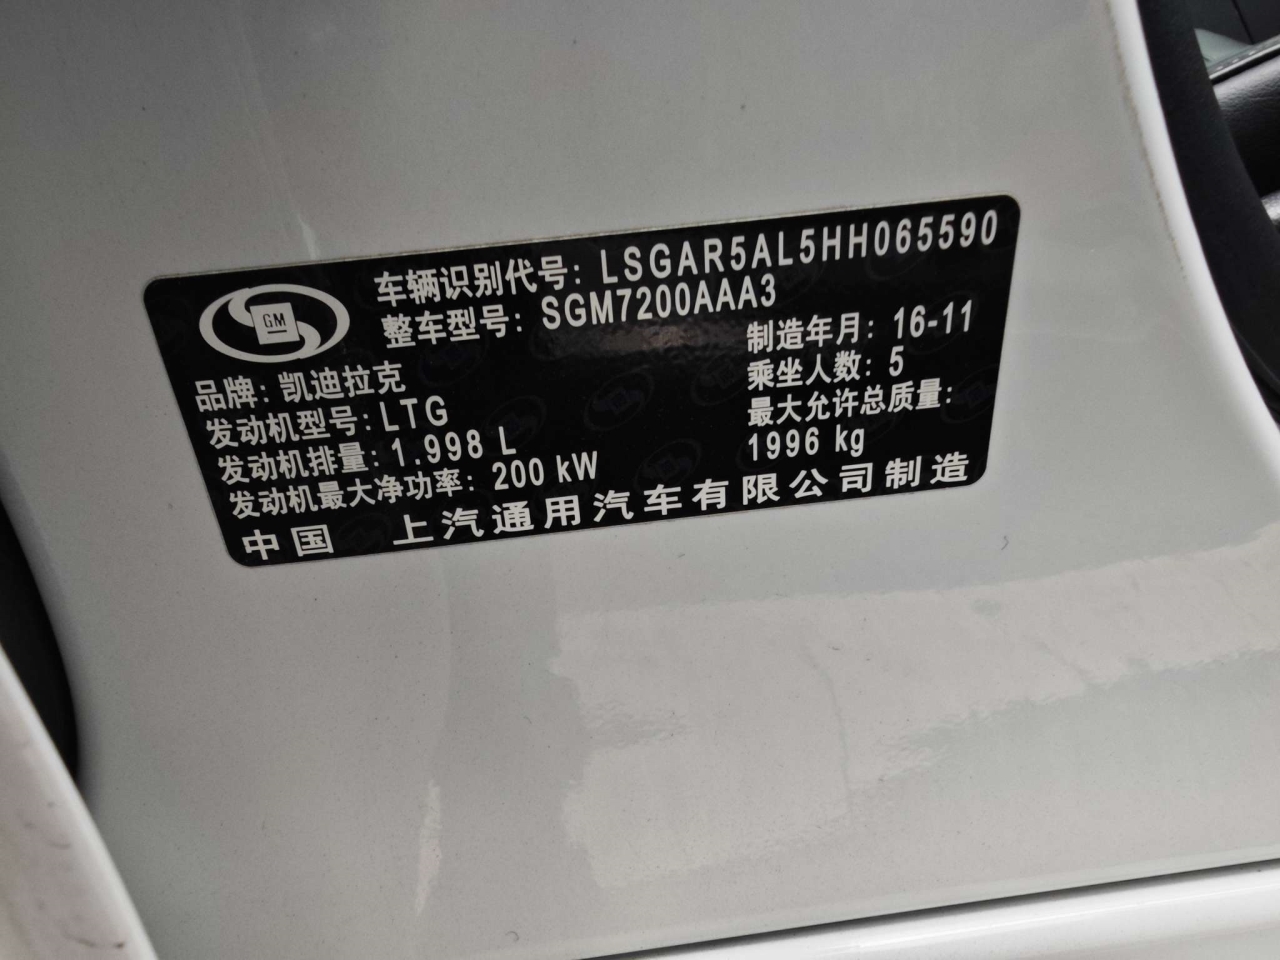 车辆识别代号: LSGAR5AL5HH065590
整车型号: SGM7200AAA3
GM
品牌: 凯迪拉克
制造年月: 16-11
发动机型号: LTG
乘坐人数: 5
发动机排量: 1.998 L
最大允许总质量:
1996 kg
发动机最大净功率: 200 kW
中国 上汽通用汽车有限公司制造